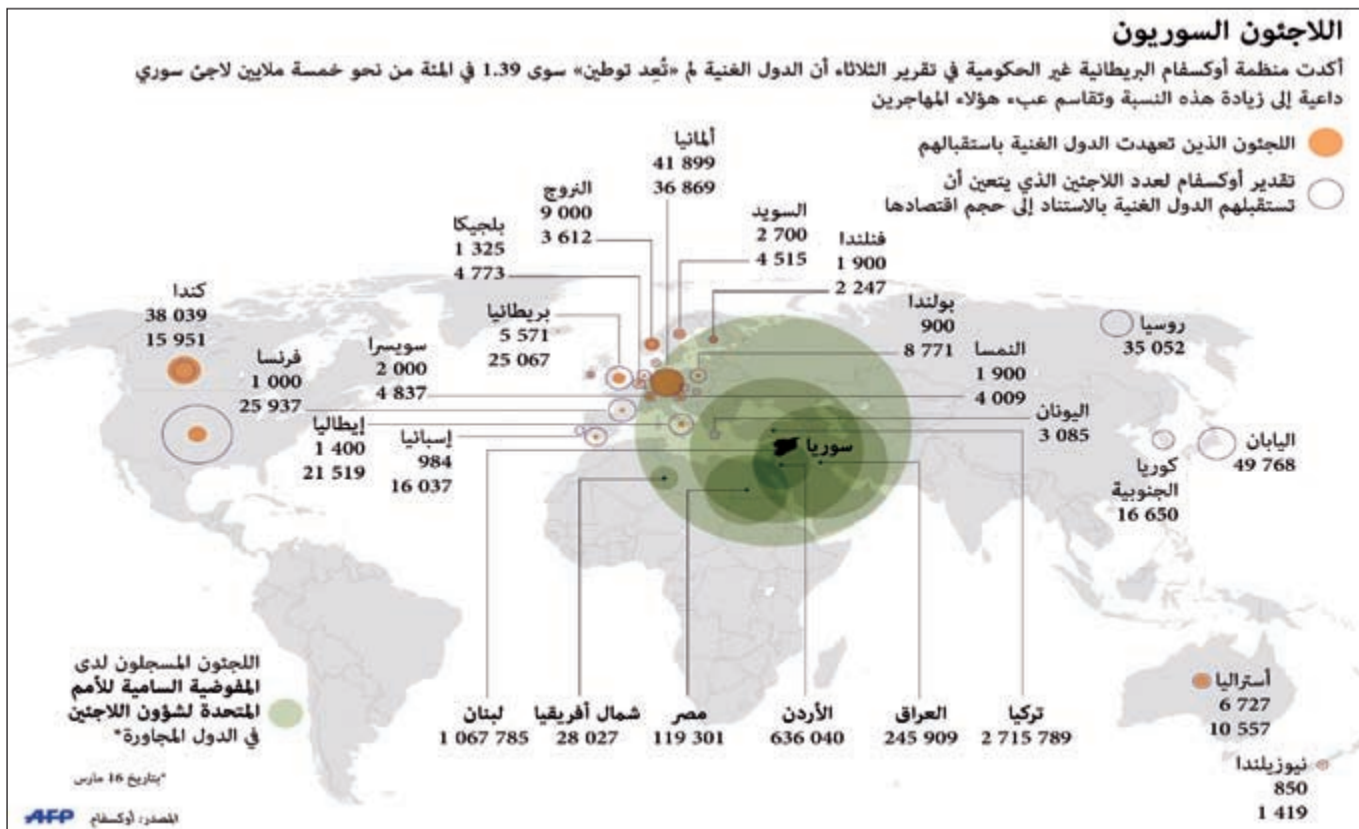 اللاجئون السوريون
أكدت منظمة أوكسفام البريطانية غير الحكومية في تقرير الثلاثاء أن الدول الغنية لم «تُعِد توطين» سوى 1.39 في المئة من نحو خمسة ملايين لاجئ سوري
داعية إلى زيادة هذه النسبة وتقاسم عبء هؤلاء المهاجرين
اللجئون الذين تعهدت الدول الغنية باستقبالهم
تقدير أوكسفام لعدد اللاجئين الذي يتعين أن
تستقبلهم الدول الغنية بالاستناد إلى حجم اقتصادها
ألمانيا
41 899
36 869
النروج
9 000
3 612
بلجيكا
1 325
4 773
السويد
2 700
4 515
فنلندا
1 900
2 247
كندا
38 039
15 951
بريطانيا
5 571
25 067
بولندا
900
8 771
روسيا
35 052
فرنسا
1 000
25 937
سويسرا
2 000
4 837
النمسا
1 900
4 009
إيطاليا
1 400
21 519
إسبانيا
984
16 037
اليونان
3 085
سوريا
اليابان
49 768
كوريا
الجنوبية
16 650
تركيا
2 715 789
العراق
245 909
الأردن
636 040
مصر
119 301
شمال أفريقيا
28 027
لبنان
1 067 785
أستراليا
6 727
10 557
نيوزيلندا
850
1 419
اللجئون المسجلون لدى
المفوضية السامية للأمم
المتحدة لشؤون اللاجئين
في الدول المجاورة*
*بتاريخ 16 مارس
المصدر: أوكسفام
AFP